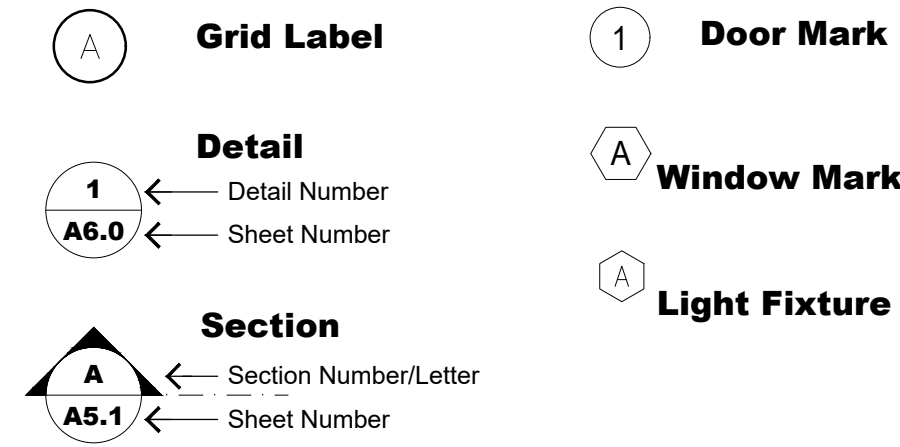 A Grid Label
Detail
1 Detail Number
A6.0 Sheet Number
Section
A Section Number/Letter
A5.1 Sheet Number
1 Door Mark
A
Window Mark
A
Light Fixture